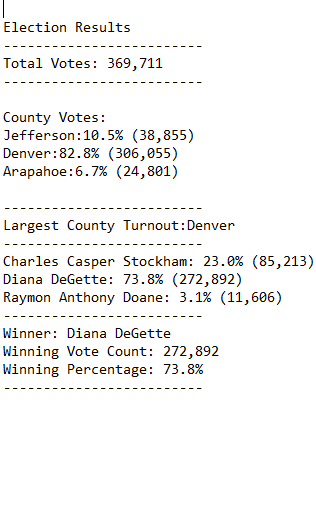 Election Results
-------------------------
Total Votes: 369,711
-------------------------
County Votes:
Jefferson:10.5% (38,855)
Denver:82.8% (306,055)
Arapahoe:6.7% (24,801)
-------------------------
Largest County Turnout:Denver
-------------------------
Charles Casper Stockham: 23.0% (85,213)
Diana DeGette: 73.8% (272,892)
Raymon Anthony Doane: 3.1% (11,606)
-------------------------
Winner: Diana DeGette
Winning Vote Count: 272,892
Winning Percentage: 73.8%
-------------------------